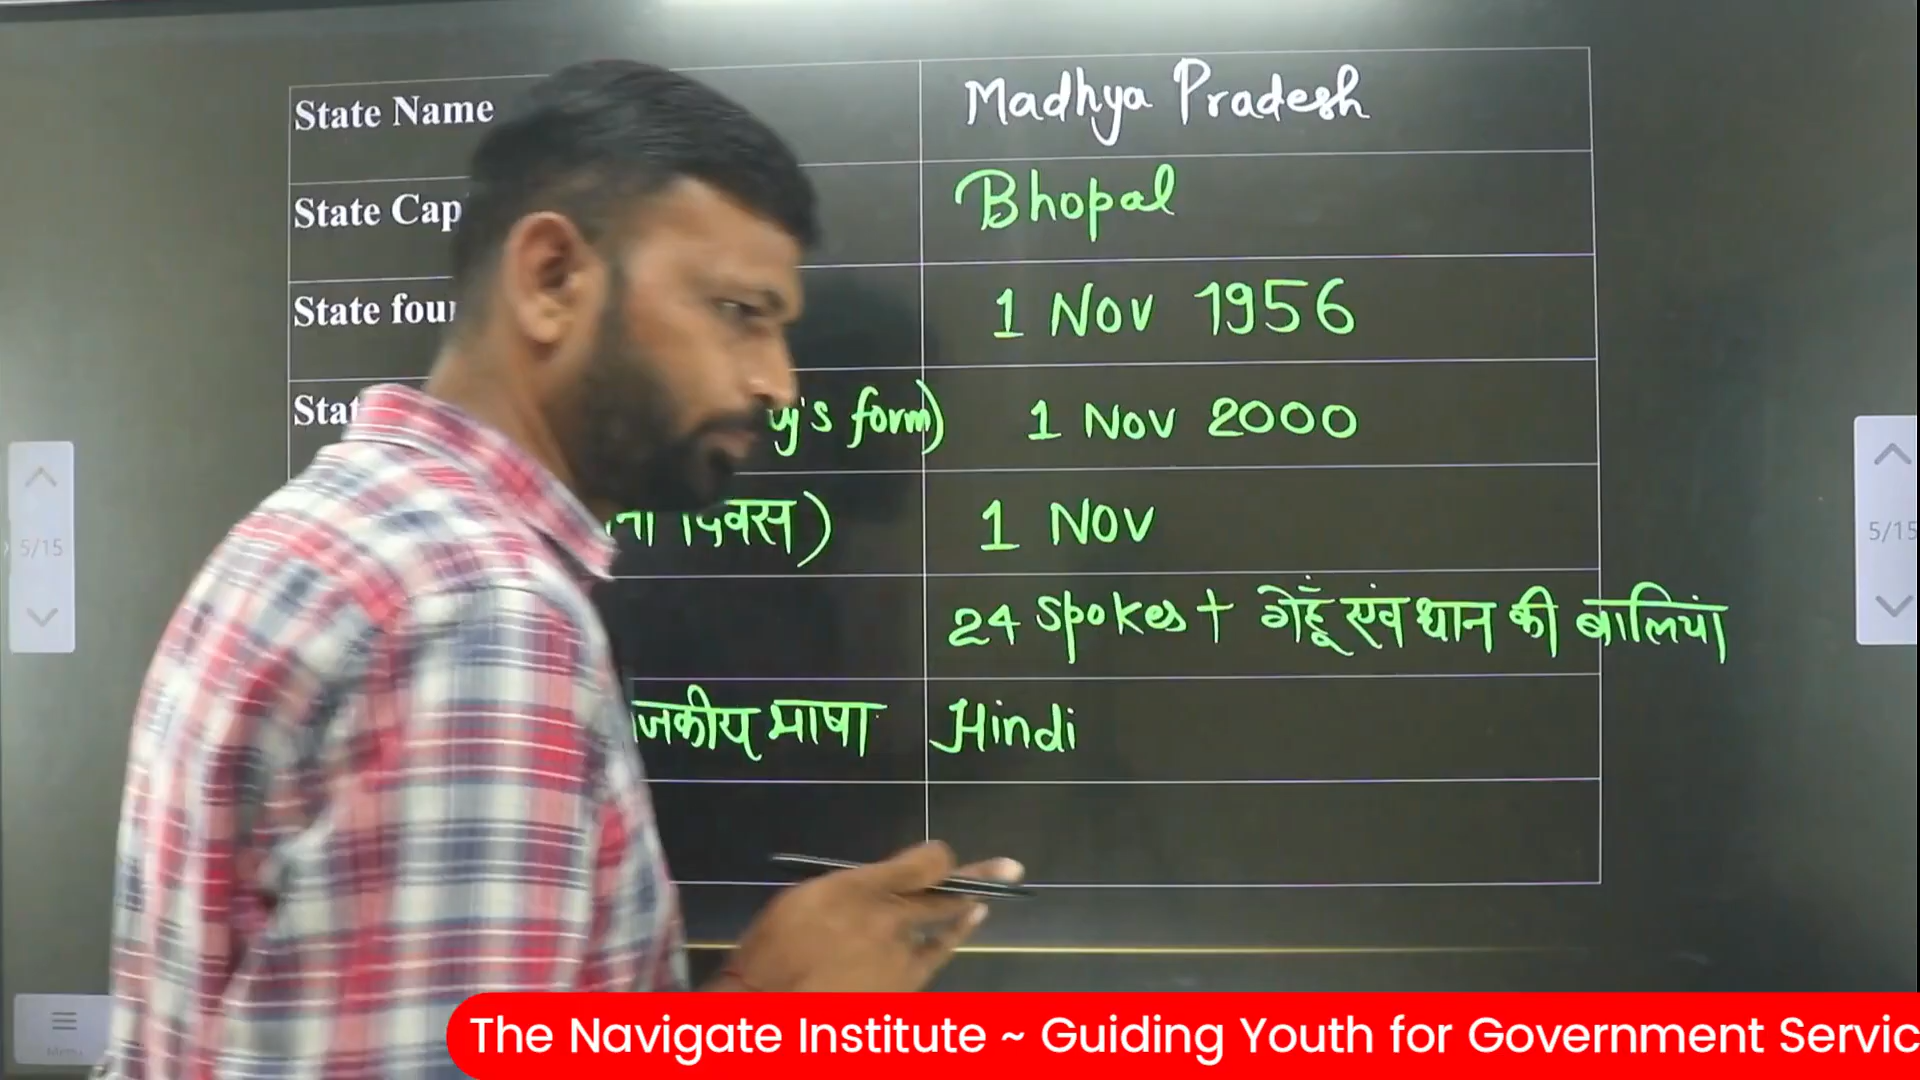 State Name Madhya Pradesh
State Cap Bhopal
State four 1 Nov 1956
Stat y's form) 1 Nov 2000
दिवस) 1 Nov
24 Spokes + गेहूँ एवं धान की बालियां
जकीय भाषा Hindi
5/15
5/15
Menu
The Navigate Institute ~ Guiding Youth for Government Servic